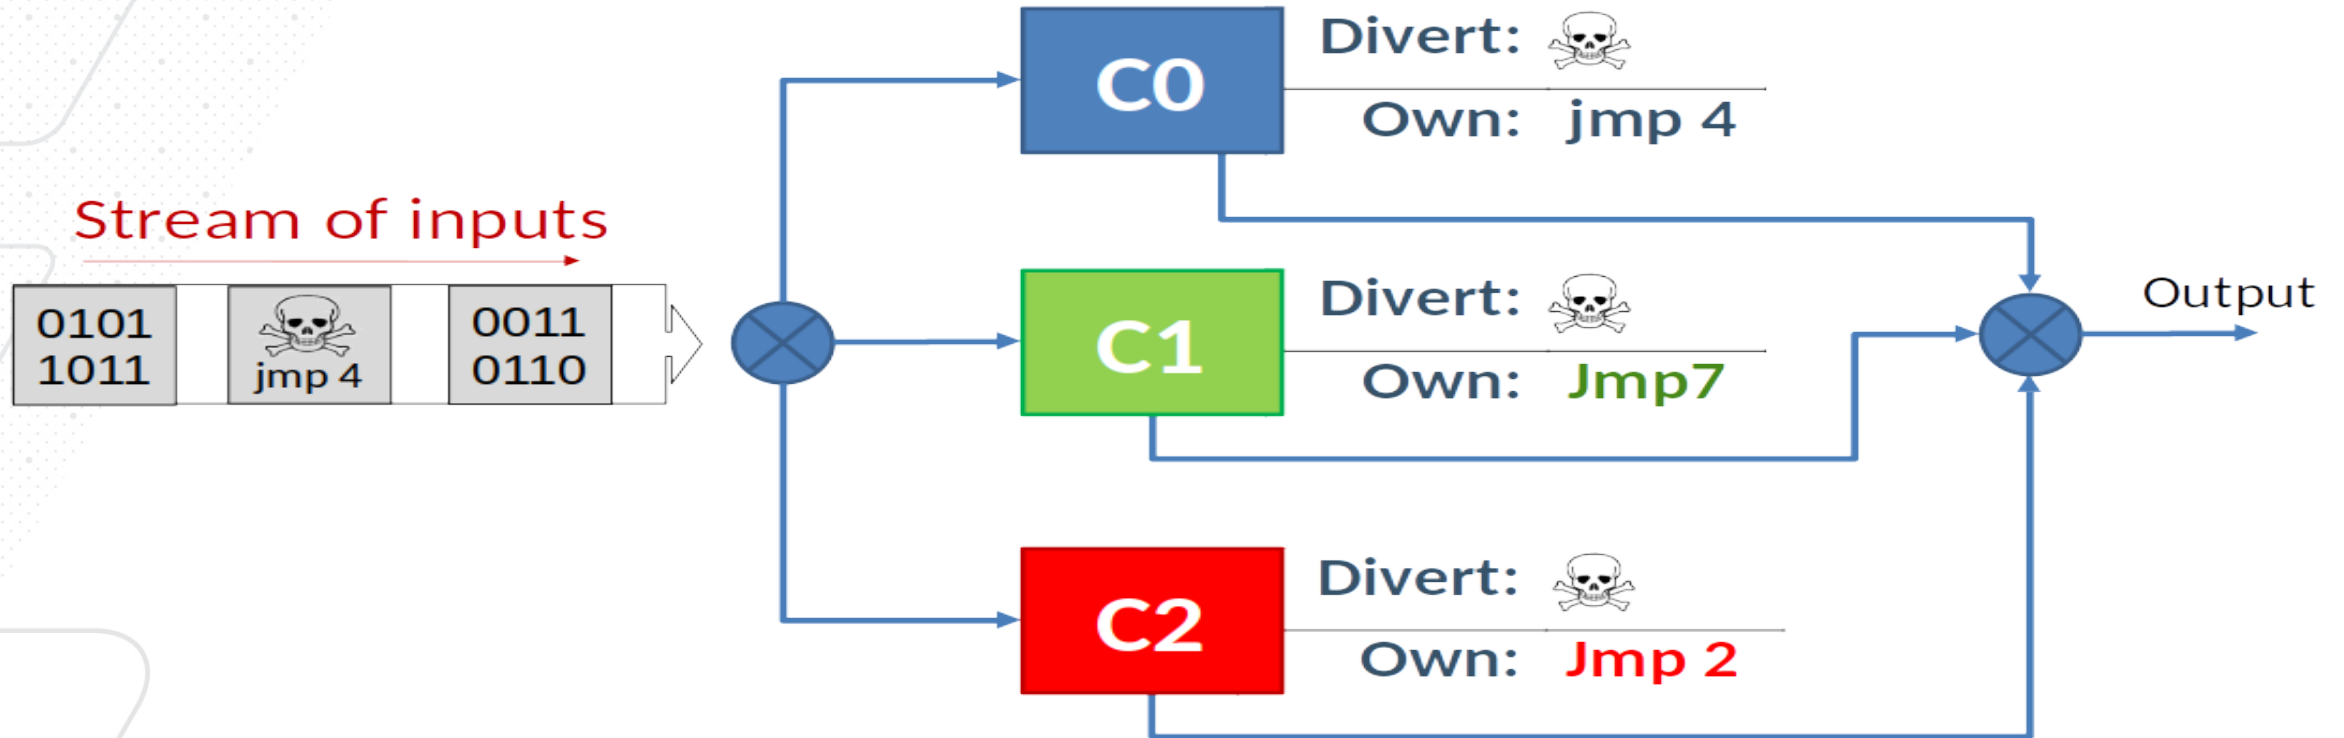 Stream of inputs
0101
1011
jmp 4
0011
0110
C0
Divert:
Own: jmp 4
C1
Divert:
Own: Jmp7
C2
Divert:
Own: Jmp 2
Output